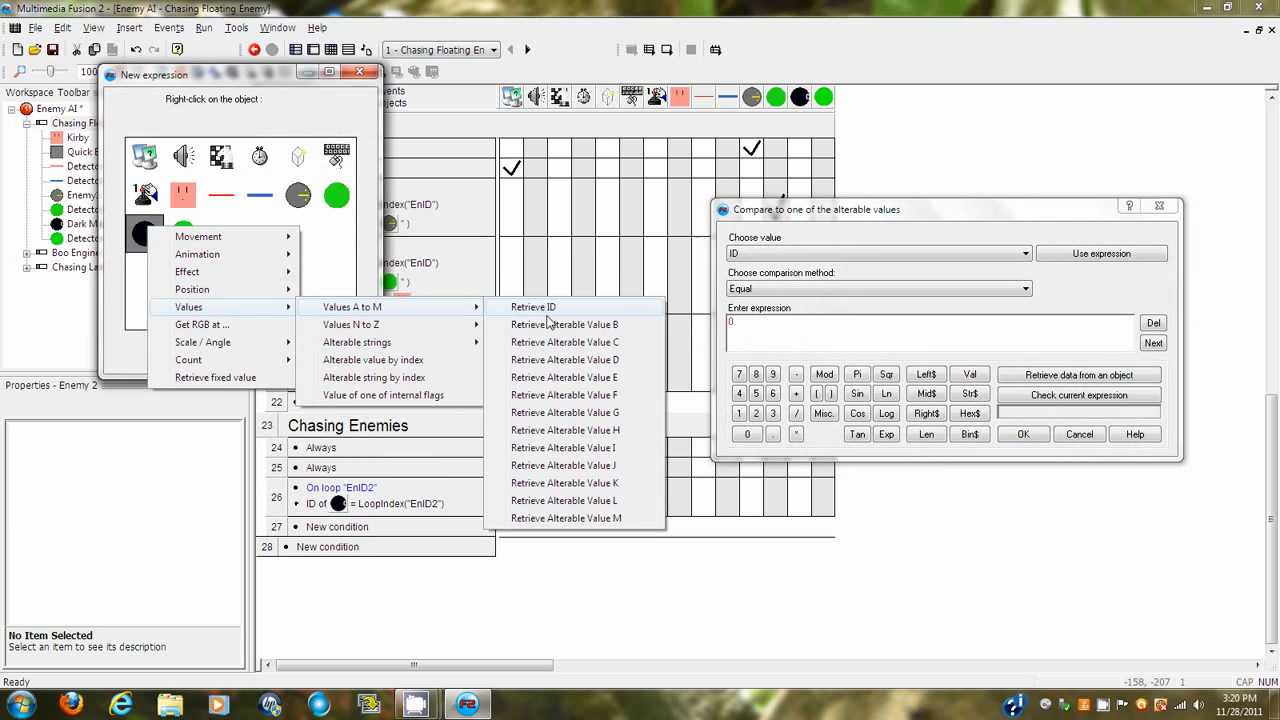 Multimedia Fusion 2 - [Enemy AI - Chasing Floating Enemy]
File Edit View Insert Events Run Tools Window Help
1 - Chasing Floating En
100
New expression
Right-click on the object :
Workspace Toolbar
Enemy AI *
Chasing Fl
Kirby
Quick B
Detecto
Detecto
Enemy
Detecto
Dark M
Detecto
Boo Engine
Chasing La
vents
bjects
ndex("EnID")
")
ndex("EnID")
")
Movement
Animation
Effect
Position
Values
Get RGB at ...
Scale / Angle
Count
Retrieve fixed value
Values A to M
Values N to Z
Alterable strings
Alterable value by index
Alterable string by index
Value of one of internal flags
Retrieve ID
Retrieve Alterable Value B
Retrieve Alterable Value C
Retrieve Alterable Value D
Retrieve Alterable Value E
Retrieve Alterable Value F
Retrieve Alterable Value G
Retrieve Alterable Value H
Retrieve Alterable Value I
Retrieve Alterable Value J
Retrieve Alterable Value K
Retrieve Alterable Value L
Retrieve Alterable Value M
Compare to one of the alterable values
Choose value
ID
Use expression
Choose comparison method:
Equal
Enter expression
0
Del
Next
7 8 9 - Mod Pi Sqr Left$ Val Retrieve data from an object
4 5 6 + ( ) Sin Ln Mid$ Str$ Check current expression
1 2 3 / Misc. Cos Log Right$ Hex$
0 . * Tan Exp Len Bin$ OK Cancel Help
22
23 Chasing Enemies
24 • Always
25 • Always
26 • On loop "EnID2"
• ID of = LoopIndex("EnID2")
27 • New condition
28 • New condition
Properties - Enemy 2
No Item Selected
Select an item to see its description
-158, -207 1 CAP NUM
3:20 PM
11/28/2011